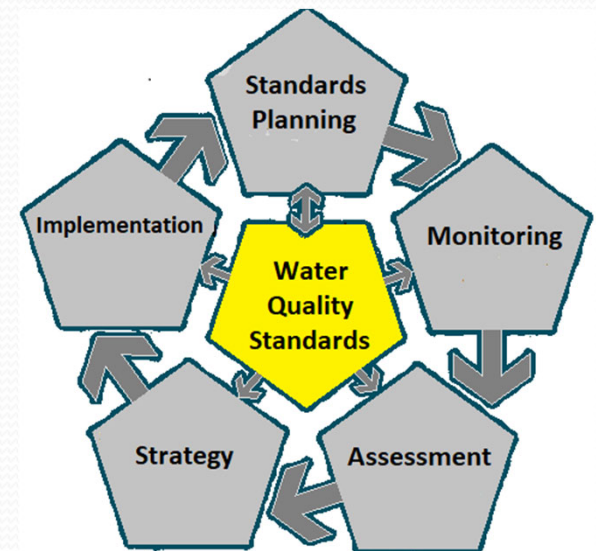 Standards
Planning
Implementation
Monitoring
Water
Quality
Standards
Strategy
Assessment